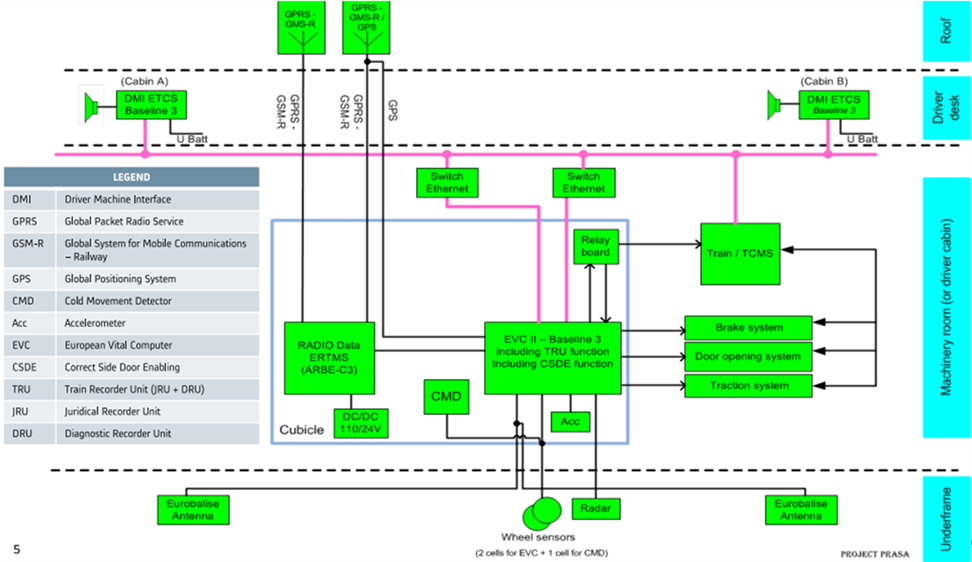 GPRS -
GMS-R
GPRS -
GMS-R /
GPS
Roof
(Cabin A)
DMI ETCS
Baseline 3
U Batt
GPRS -
GSM-R
GPRS -
GSM-R
GPS
(Cabin B)
DMI ETCS
Baseline 3
U Batt
Driver
desk
Switch
Ethernet
Switch
Ethernet
LEGEND
DMI Driver Machine Interface
GPRS Global Packet Radio Service
GSM-R Global System for Mobile Communications
– Railway
GPS Global Positioning System
CMD Cold Movement Detector
Acc Accelerometer
EVC European Vital Computer
CSDE Correct Side Door Enabling
TRU Train Recorder Unit (JRU + DRU)
JRU Juridical Recorder Unit
DRU Diagnostic Recorder Unit
Relay
board
Train / TCMS
RADIO Data
ERTMS
(ARBE-C3)
EVC II – Baseline 3
Including TRU function
Including CSDE function
Brake system
Door opening system
Traction system
CMD
Acc
DC/DC
110/24V
Cubicle
Machinery room (or driver cabin)
Eurobalise
Antenna
Wheel sensors
(2 cells for EVC + 1 cell for CMD)
Radar
Eurobalise
Antenna
Underframe
5
PROJECT PRASA